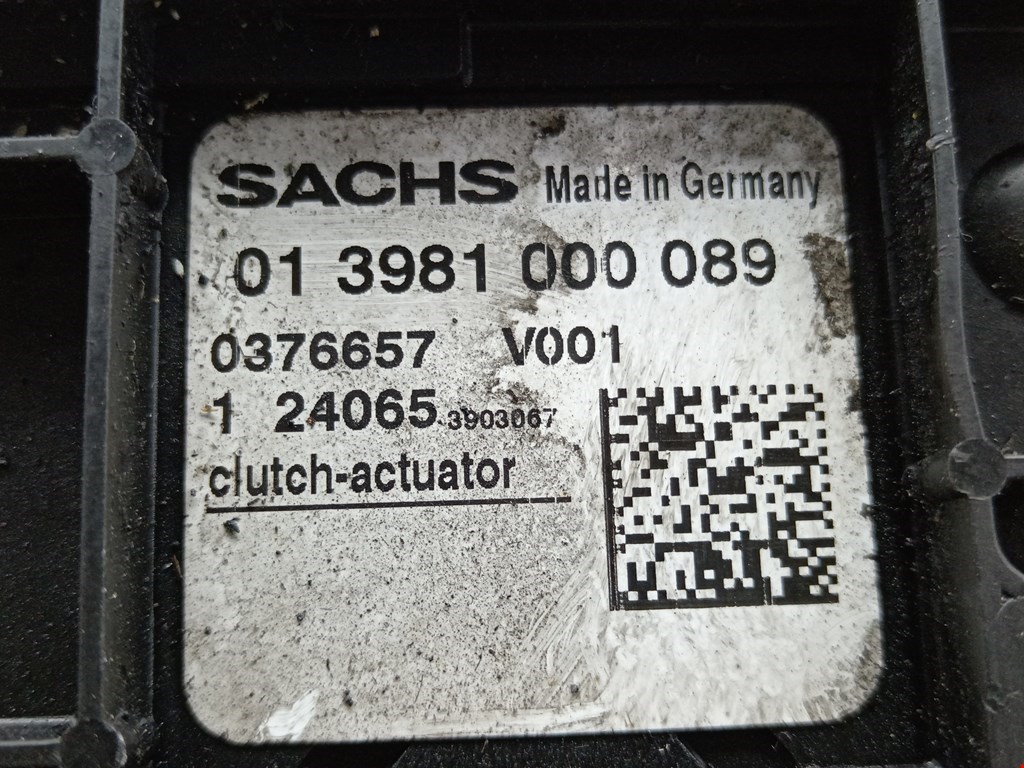 SACHS Made in Germany
01 3981 000 089
0376657 V001
1 24065 3903067
clutch-actuator